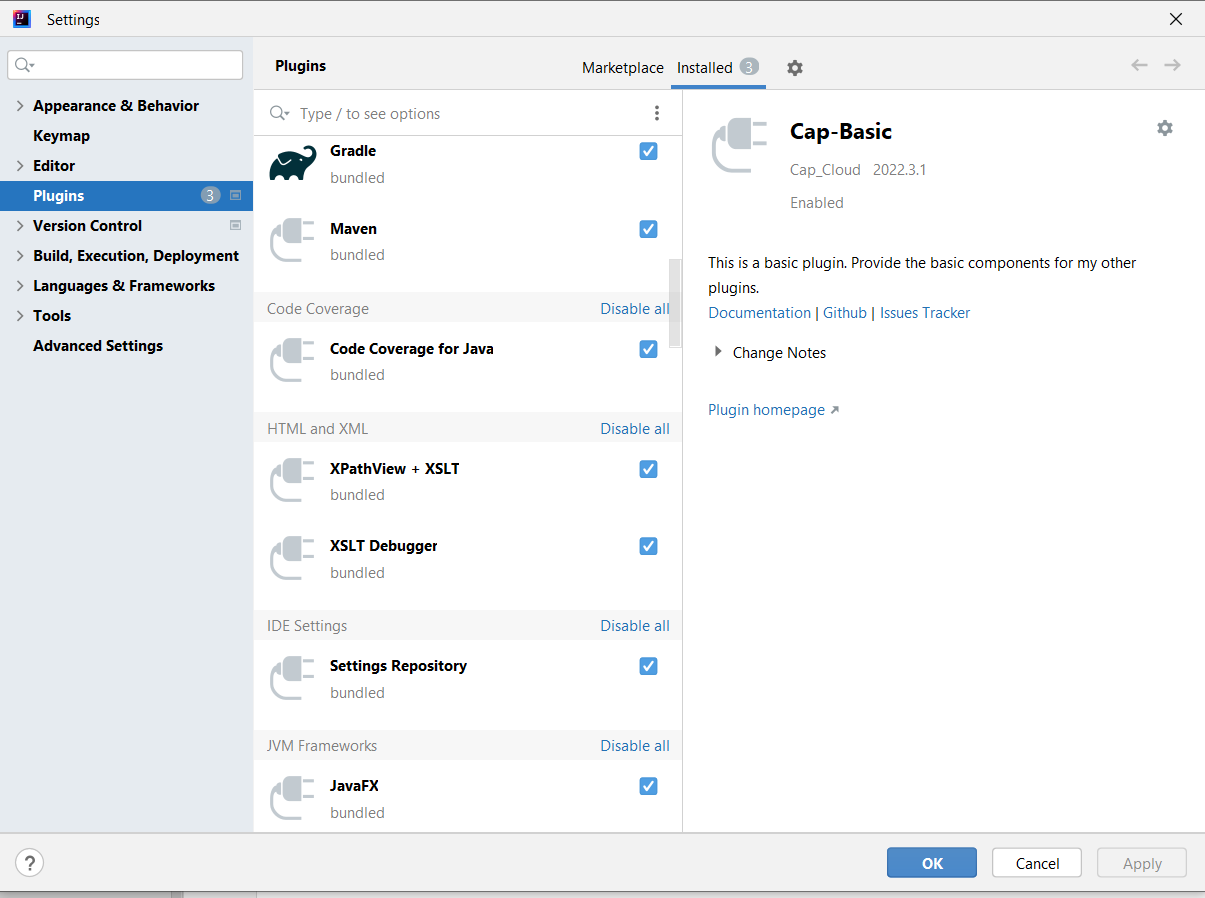 Settings
Appearance & Behavior
Keymap
Editor
Plugins 3
Version Control
Build, Execution, Deployment
Languages & Frameworks
Tools
Advanced Settings
Plugins
Marketplace Installed 3
Type / to see options
Gradle
bundled
Maven
bundled
Code Coverage Disable all
Code Coverage for Java
bundled
HTML and XML Disable all
XPathView + XSLT
bundled
XSLT Debugger
bundled
IDE Settings Disable all
Settings Repository
bundled
JVM Frameworks Disable all
JavaFX
bundled
Cap-Basic
Cap_Cloud 2022.3.1
Enabled
This is a basic plugin. Provide the basic components for my other
plugins.
Documentation | Github | Issues Tracker
Change Notes
Plugin homepage
?
OK Cancel Apply